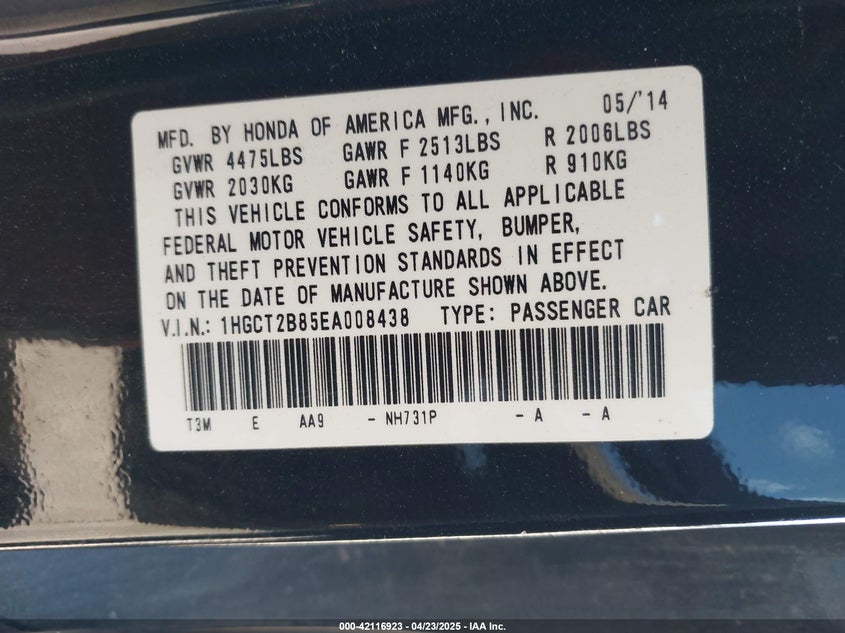 MFD. BY HONDA OF AMERICA MFG., INC. 05/'14
GVWR 4475LBS GAWR F 2513LBS R 2006LBS
GVWR 2030KG GAWR F 1140KG R 910KG
THIS VEHICLE CONFORMS TO ALL APPLICABLE
FEDERAL MOTOR VEHICLE SAFETY, BUMPER,
AND THEFT PREVENTION STANDARDS IN EFFECT
ON THE DATE OF MANUFACTURE SHOWN ABOVE.
V.I.N.: 1HGCT2B85EA008438 TYPE: PASSENGER CAR
T3M E AA9 - NH731P - A - A
000-42116923 - 04/23/2025 - IAA Inc.